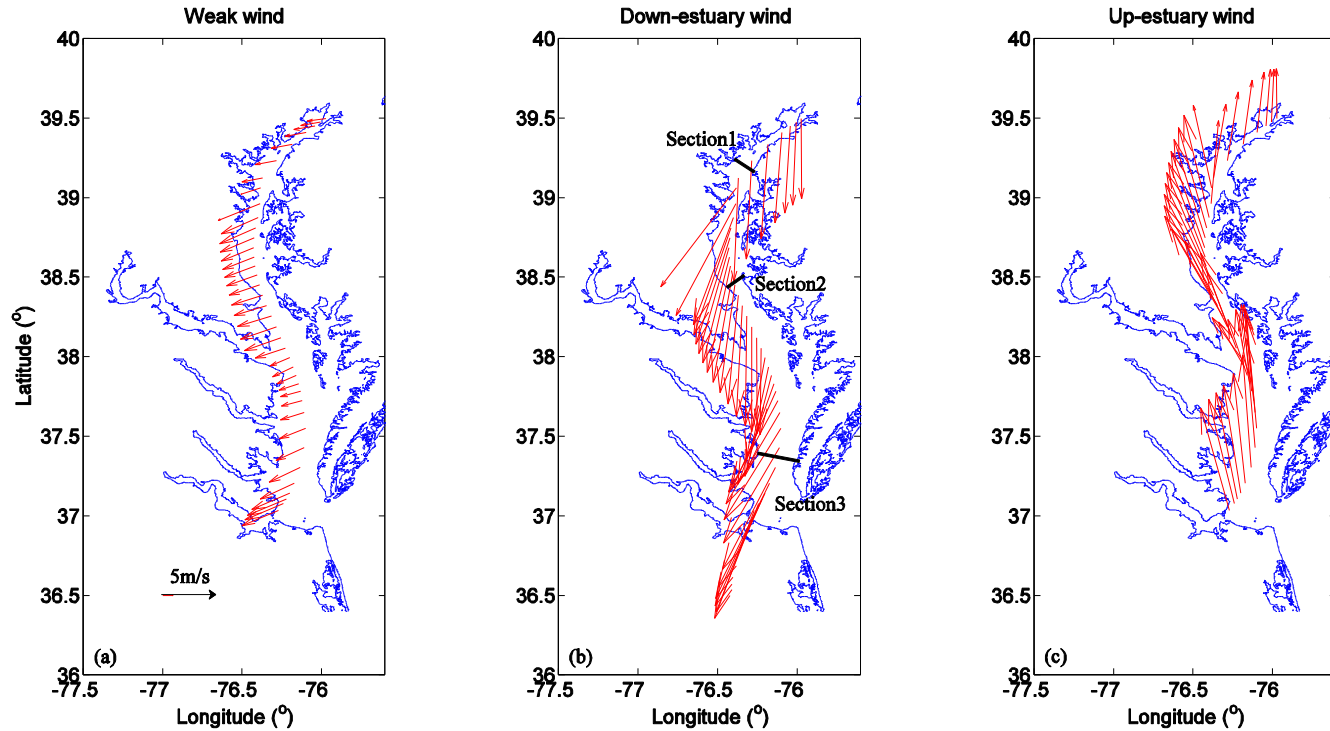 Weak wind
Down-estuary wind
Up-estuary wind
40
39.5
39
38.5
38
37.5
37
36.5
36
Latitude (°)
5m/s
(a)
-77.5 -77 -76.5 -76
Longitude (°)
40
39.5
39
38.5
38
37.5
37
36.5
36
Section1
Section2
Section3
(b)
-77.5 -77 -76.5 -76
Longitude (°)
40
39.5
39
38.5
38
37.5
37
36.5
36
(c)
-77.5 -77 -76.5 -76
Longitude (°)